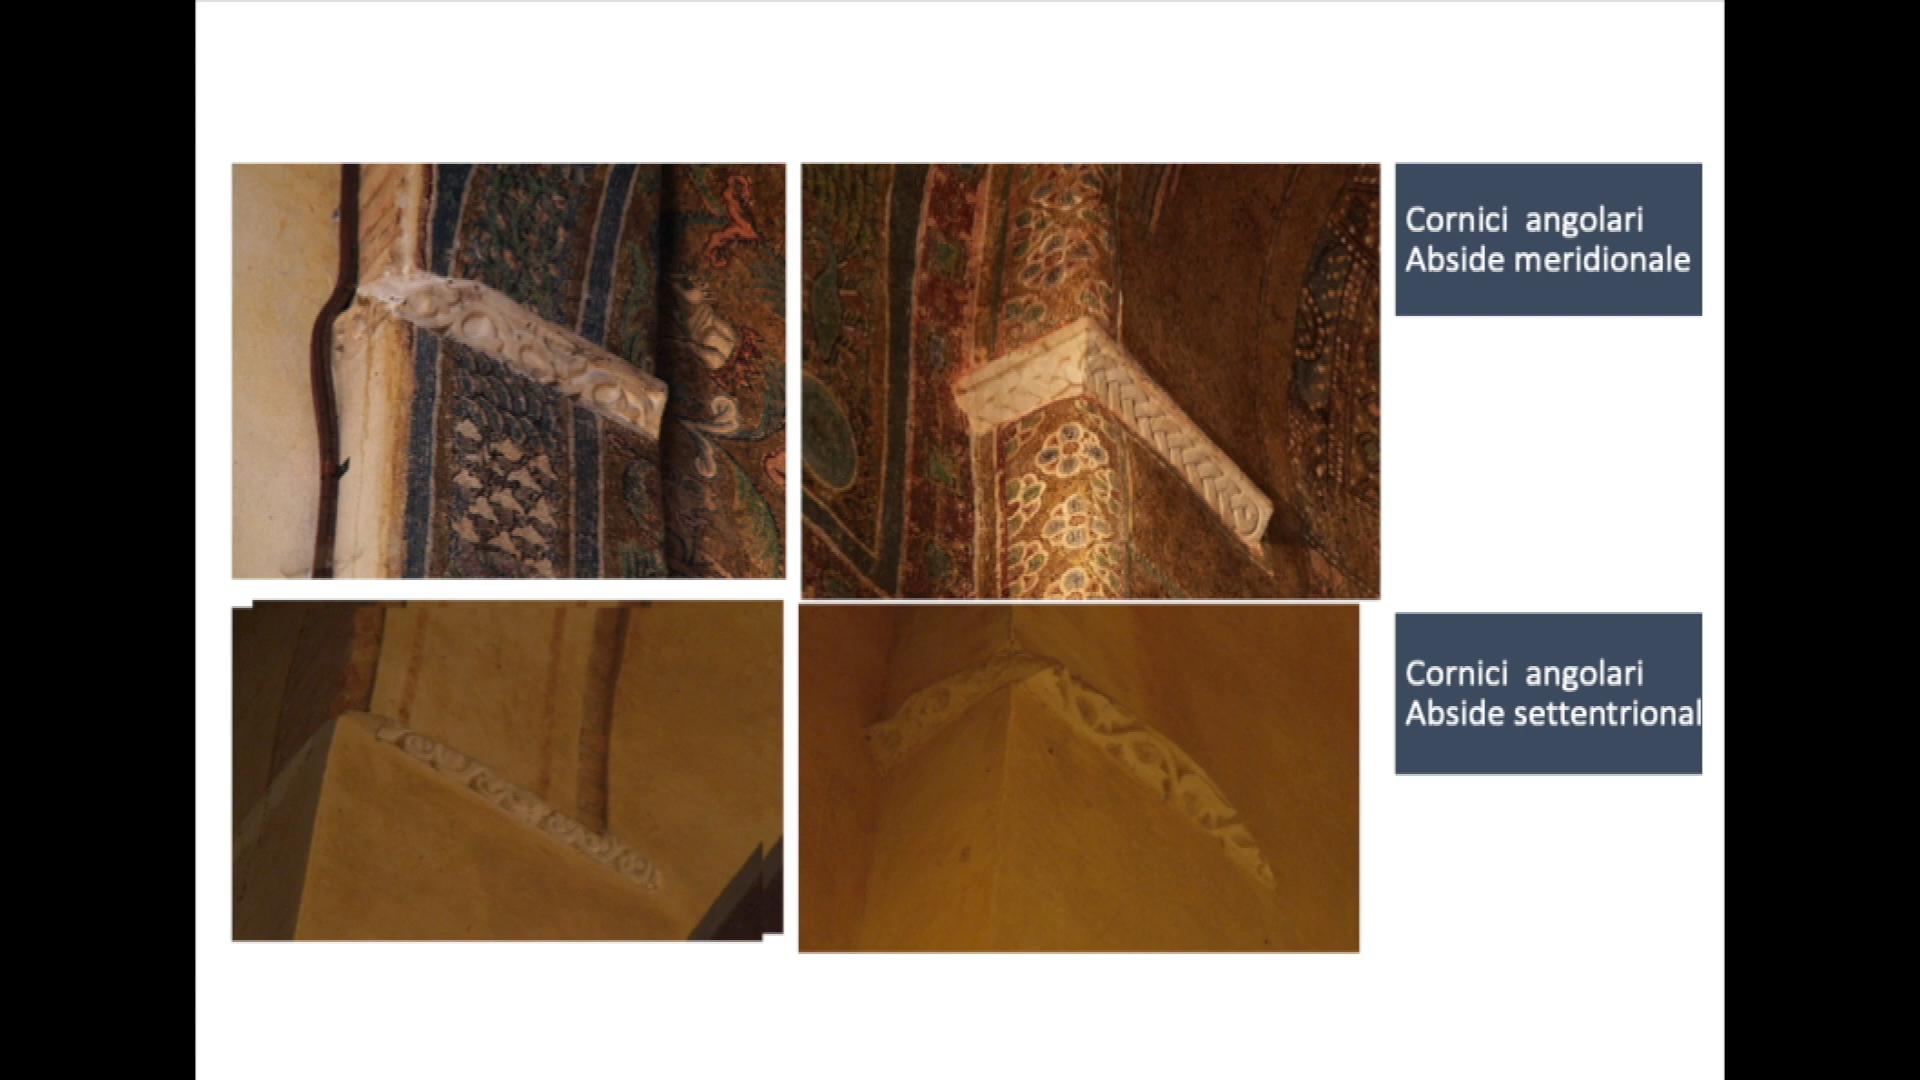 Cornici  angolari
Abside meridionale
Cornici  angolari
Abside settentrional